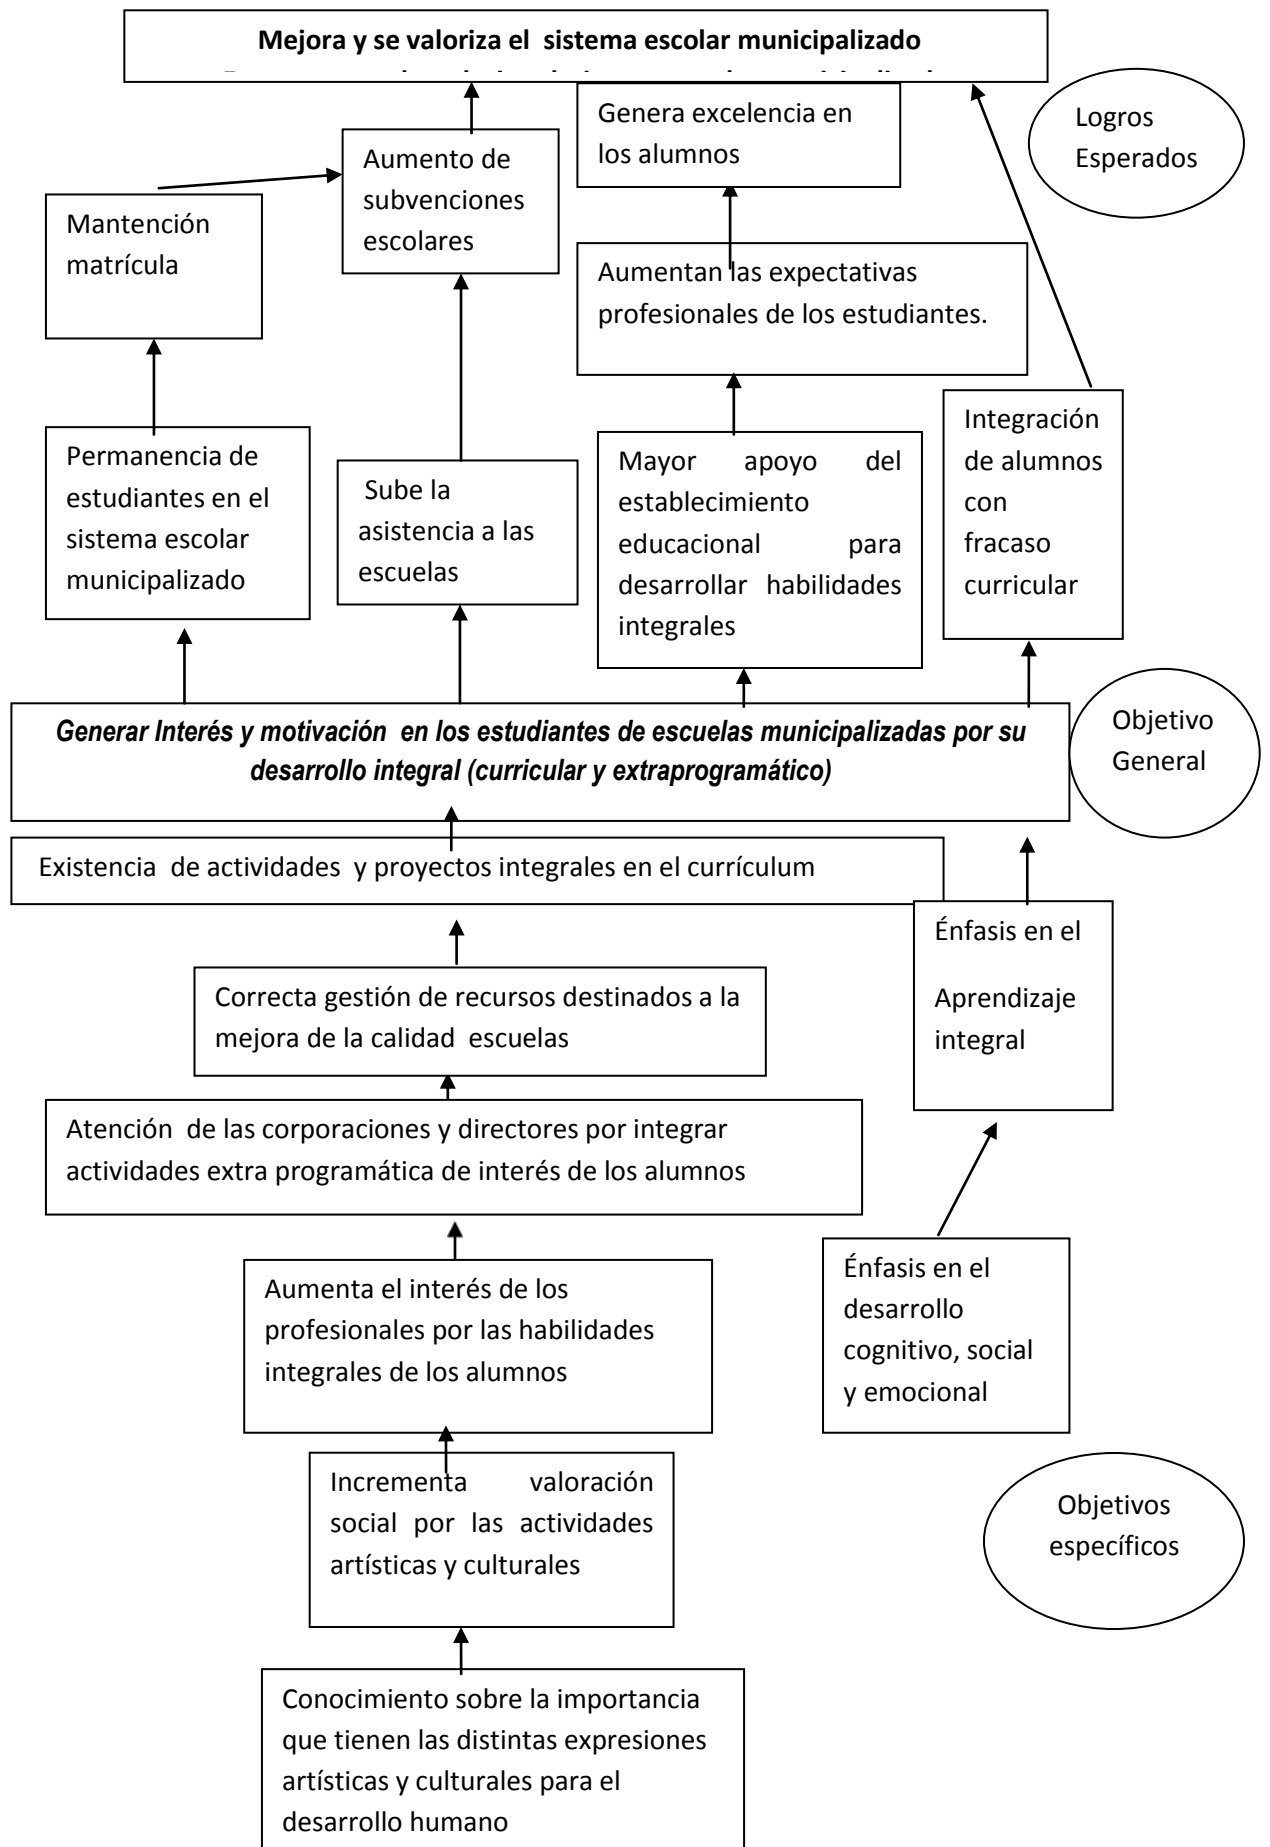 Mejora y se valoriza el sistema escolar municipalizado
Genera excelencia en
los alumnos
Logros
Esperados
Aumento de
subvenciones
escolares
Mantención
matrícula
Aumentan las expectativas
profesionales de los estudiantes.
Integración
de alumnos
con
fracaso
curricular
Permanencia de
estudiantes en el
sistema escolar
municipalizado
Sube la
asistencia a las
escuelas
Mayor apoyo del
establecimiento
educacional para
desarrollar habilidades
integrales
Generar Interés y motivación en los estudiantes de escuelas municipalizadas por su
desarrollo integral (curricular y extraprogramático)
Objetivo
General
Existencia de actividades y proyectos integrales en el currículum
Énfasis en el
Aprendizaje
integral
Correcta gestión de recursos destinados a la
mejora de la calidad escuelas
Atención de las corporaciones y directores por integrar
actividades extra programática de interés de los alumnos
Aumenta el interés de los
profesionales por las habilidades
integrales de los alumnos
Énfasis en el
desarrollo
cognitivo, social
y emocional
Incrementa valoración
social por las actividades
artísticas y culturales
Objetivos
específicos
Conocimiento sobre la importancia
que tienen las distintas expresiones
artísticas y culturales para el
desarrollo humano